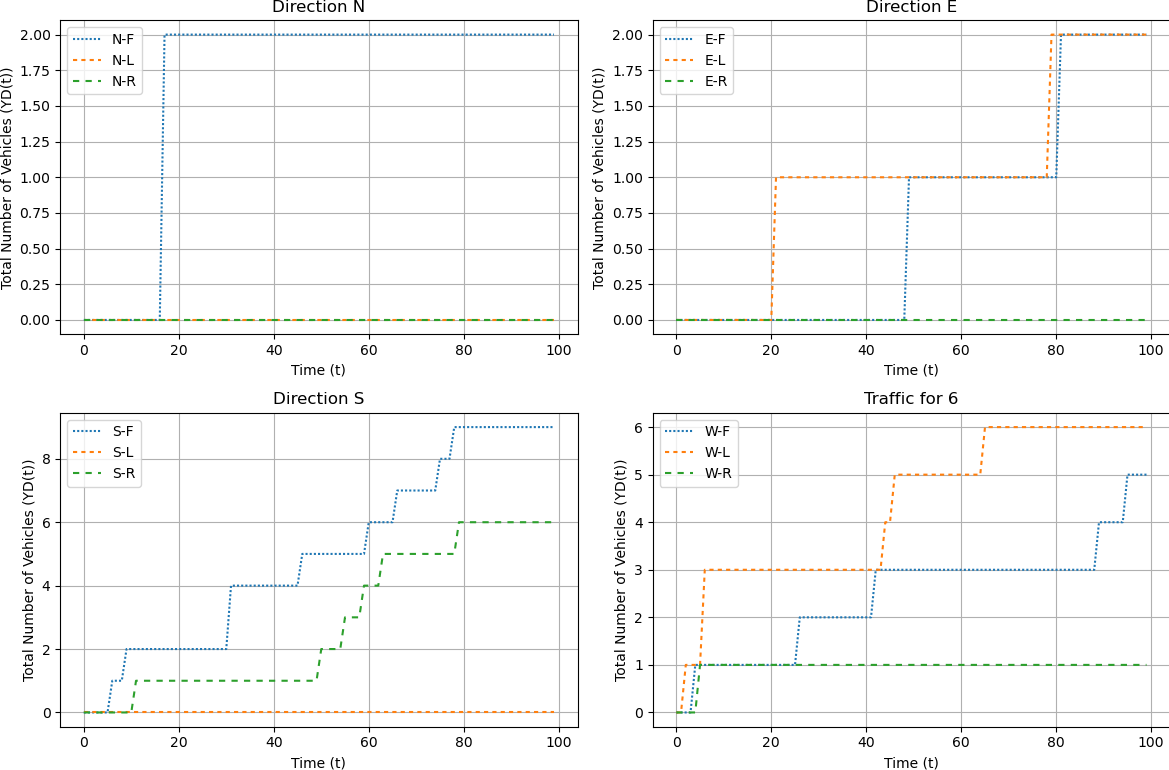 Direction N
Total Number of Vehicles (YD(t))
2.00
1.75
1.50
1.25
1.00
0.75
0.50
0.25
0.00
N-F
N-L
N-R
0 20 40 60 80 100
Time (t)
Direction E
Total Number of Vehicles (YD(t))
2.00
1.75
1.50
1.25
1.00
0.75
0.50
0.25
0.00
E-F
E-L
E-R
0 20 40 60 80 100
Time (t)
Direction S
Total Number of Vehicles (YD(t))
8
6
4
2
0
S-F
S-L
S-R
0 20 40 60 80 100
Time (t)
Traffic for 6
Total Number of Vehicles (YD(t))
6
5
4
3
2
1
0
W-F
W-L
W-R
0 20 40 60 80 100
Time (t)